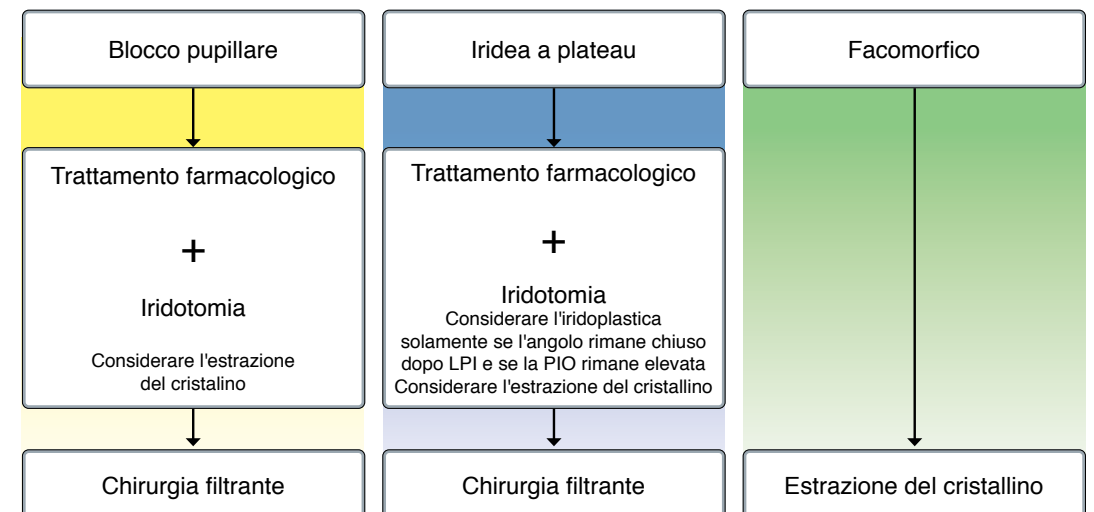 Blocco pupillare
Trattamento farmacologico
+
Iridotomia
Considerare l'estrazione
del cristalino
Chirurgia filtrante
Iridea a plateau
Trattamento farmacologico
+
Iridotomia
Considerare l'iridoplastica
solamente se l'angolo rimane chiuso
dopo LPI e se la PIO rimane elevata
Considerare l'estrazione del cristallino
Chirurgia filtrante
Facomorfico
Estrazione del cristallino